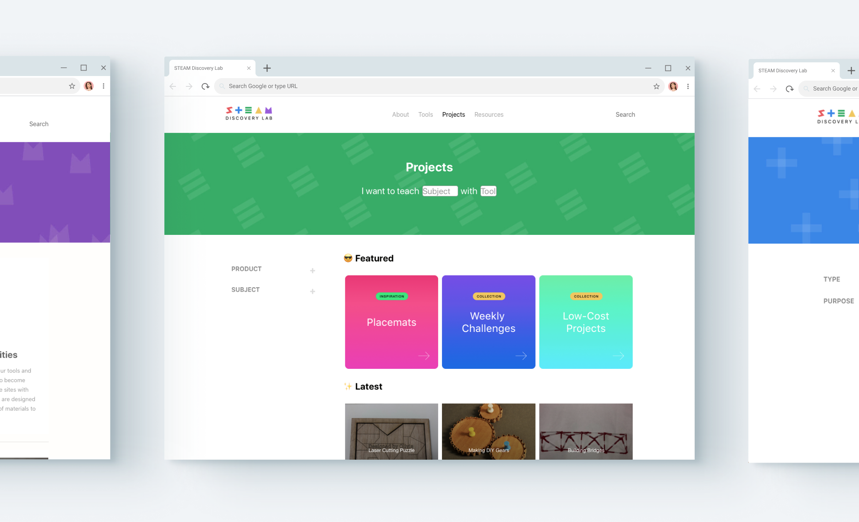 Search
ities
ur tools and
o become
e sites with
are designed
of materials to
STEAM Discovery Lab
Search Google or type URL
STEAM
DISCOVERY LAB
About Tools Projects Resources
Search
Projects
I want to teach Subject with Tool
PRODUCT
SUBJECT
😎 Featured
INSPIRATION
Placemats
COLLECTION
Weekly
Challenges
COLLECTION
Low-Cost
Projects
✨ Latest
Laser Cutting Puzzle
Making DIY Gears
Building Bridges
STEAM Discovery Lab
Search Google or
STEA
DISCOVERY L
TYPE
PURPOSE